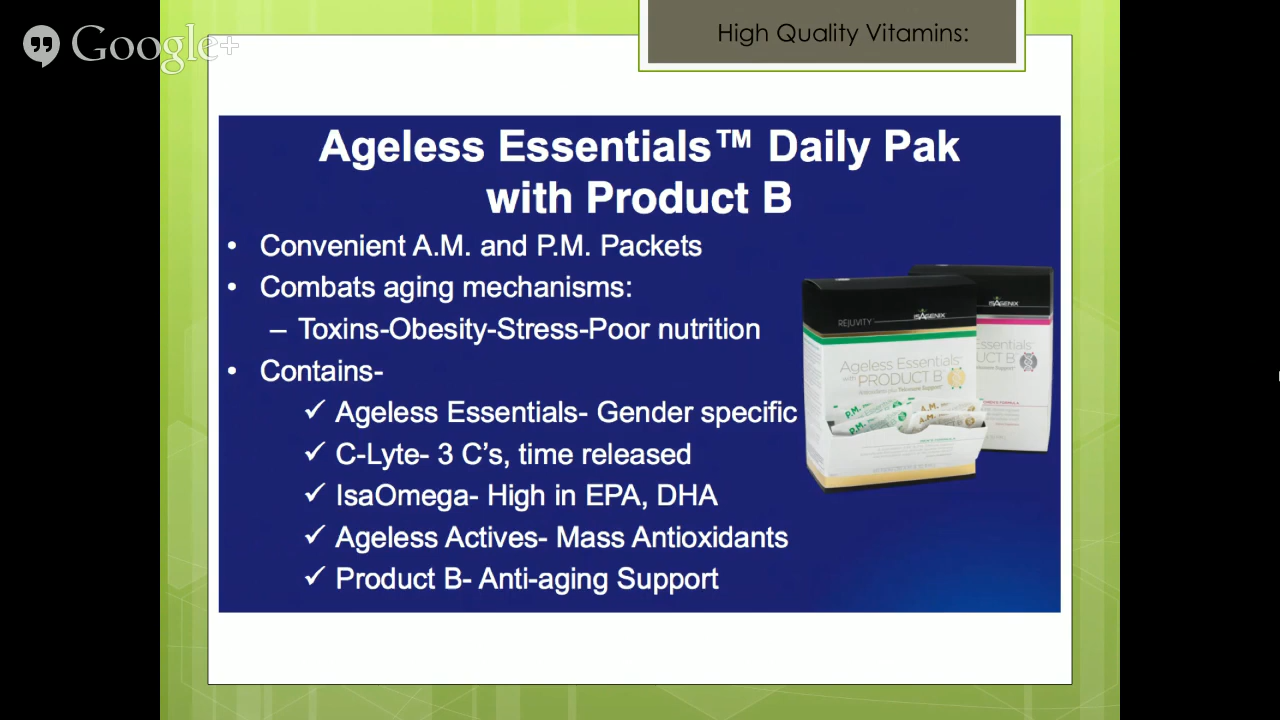 Google+
High Quality Vitamins:
Ageless Essentials™ Daily Pak
with Product B
• Convenient A.M. and P.M. Packets
• Combats aging mechanisms:
– Toxins-Obesity-Stress-Poor nutrition
• Contains-
✓ Ageless Essentials- Gender specific
✓ C-Lyte- 3 C's, time released
✓ IsaOmega- High in EPA, DHA
✓ Ageless Actives- Mass Antioxidants
✓ Product B- Anti-aging Support
REJUVITY
ISAGENIX
Ageless Essentials
with PRODUCT B
P.M.
A.M.
P.M.
ISAGENIX
Essentials
UCT B